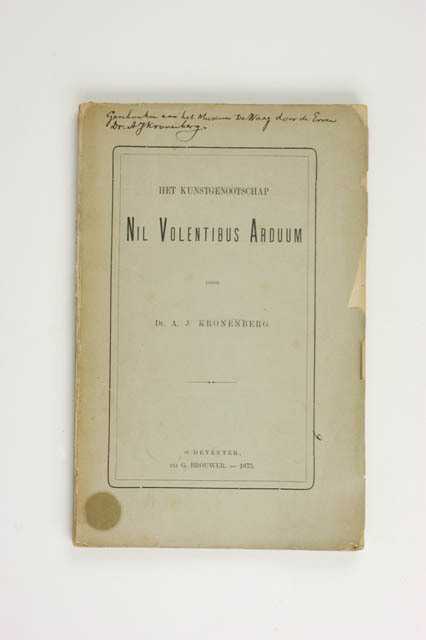 Geschonken aan het Museum De Waag door de Erven
Dr. A J Kronenberg.
HET KUNSTGENOOTSCHAP
NIL VOLENTIBUS ARDUUM
DOOR
Dr. A. J. KRONENBERG.
TE DEVENTER,
BIJ G. BROUWER. — 1875.